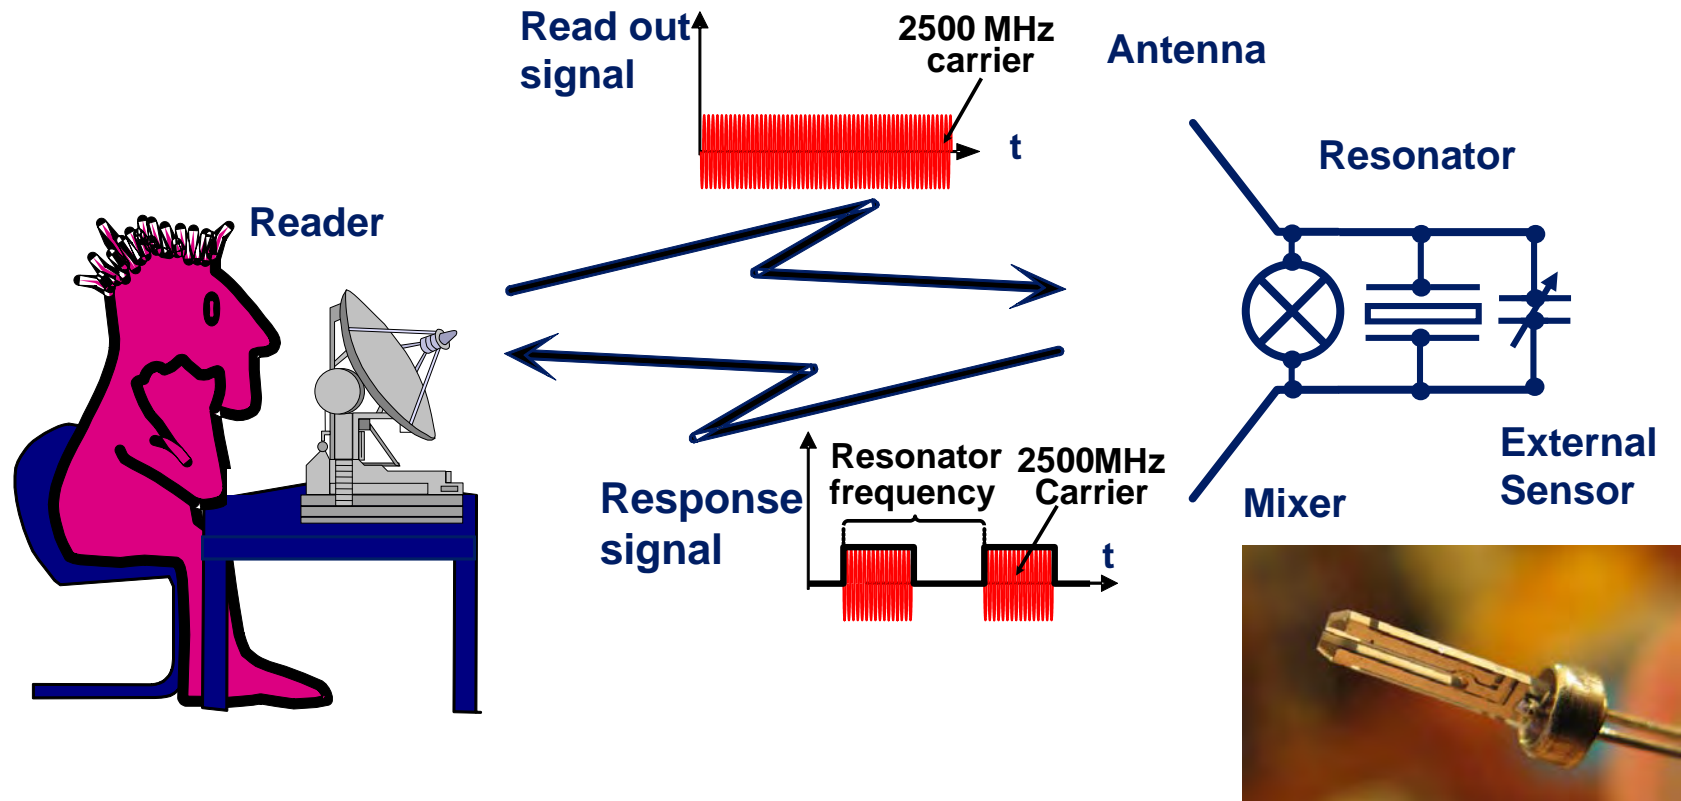 Read out
signal
2500 MHz
carrier
t
Antenna
Resonator
Reader
Resonator
frequency
2500MHz
Carrier
Response
signal
t
Mixer
External
Sensor